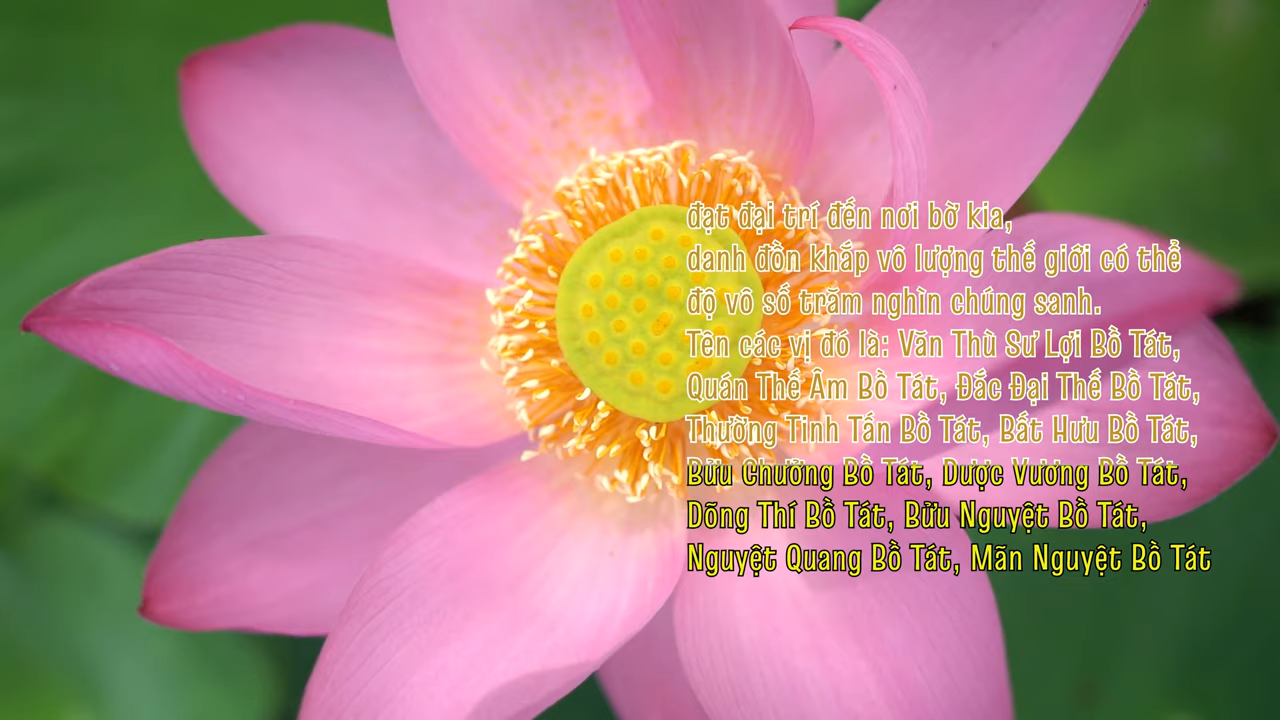 đạt đại trí đến nơi bờ kia,
danh đồn khắp vô lượng thế giới có thể
độ vô số trăm nghìn chúng sanh.
Tên các vị đó là: Văn Thù Sư Lợi Bồ Tát,
Quán Thế Âm Bồ Tát, Đắc Đại Thế Bồ Tát,
Thường Tinh Tấn Bồ Tát, Bất Hưu Bồ Tát,
Bửu Chưởng Bồ Tát, Dược Vương Bồ Tát,
Dõng Thí Bồ Tát, Bửu Nguyệt Bồ Tát,
Nguyệt Quang Bồ Tát, Mãn Nguyệt Bồ Tát